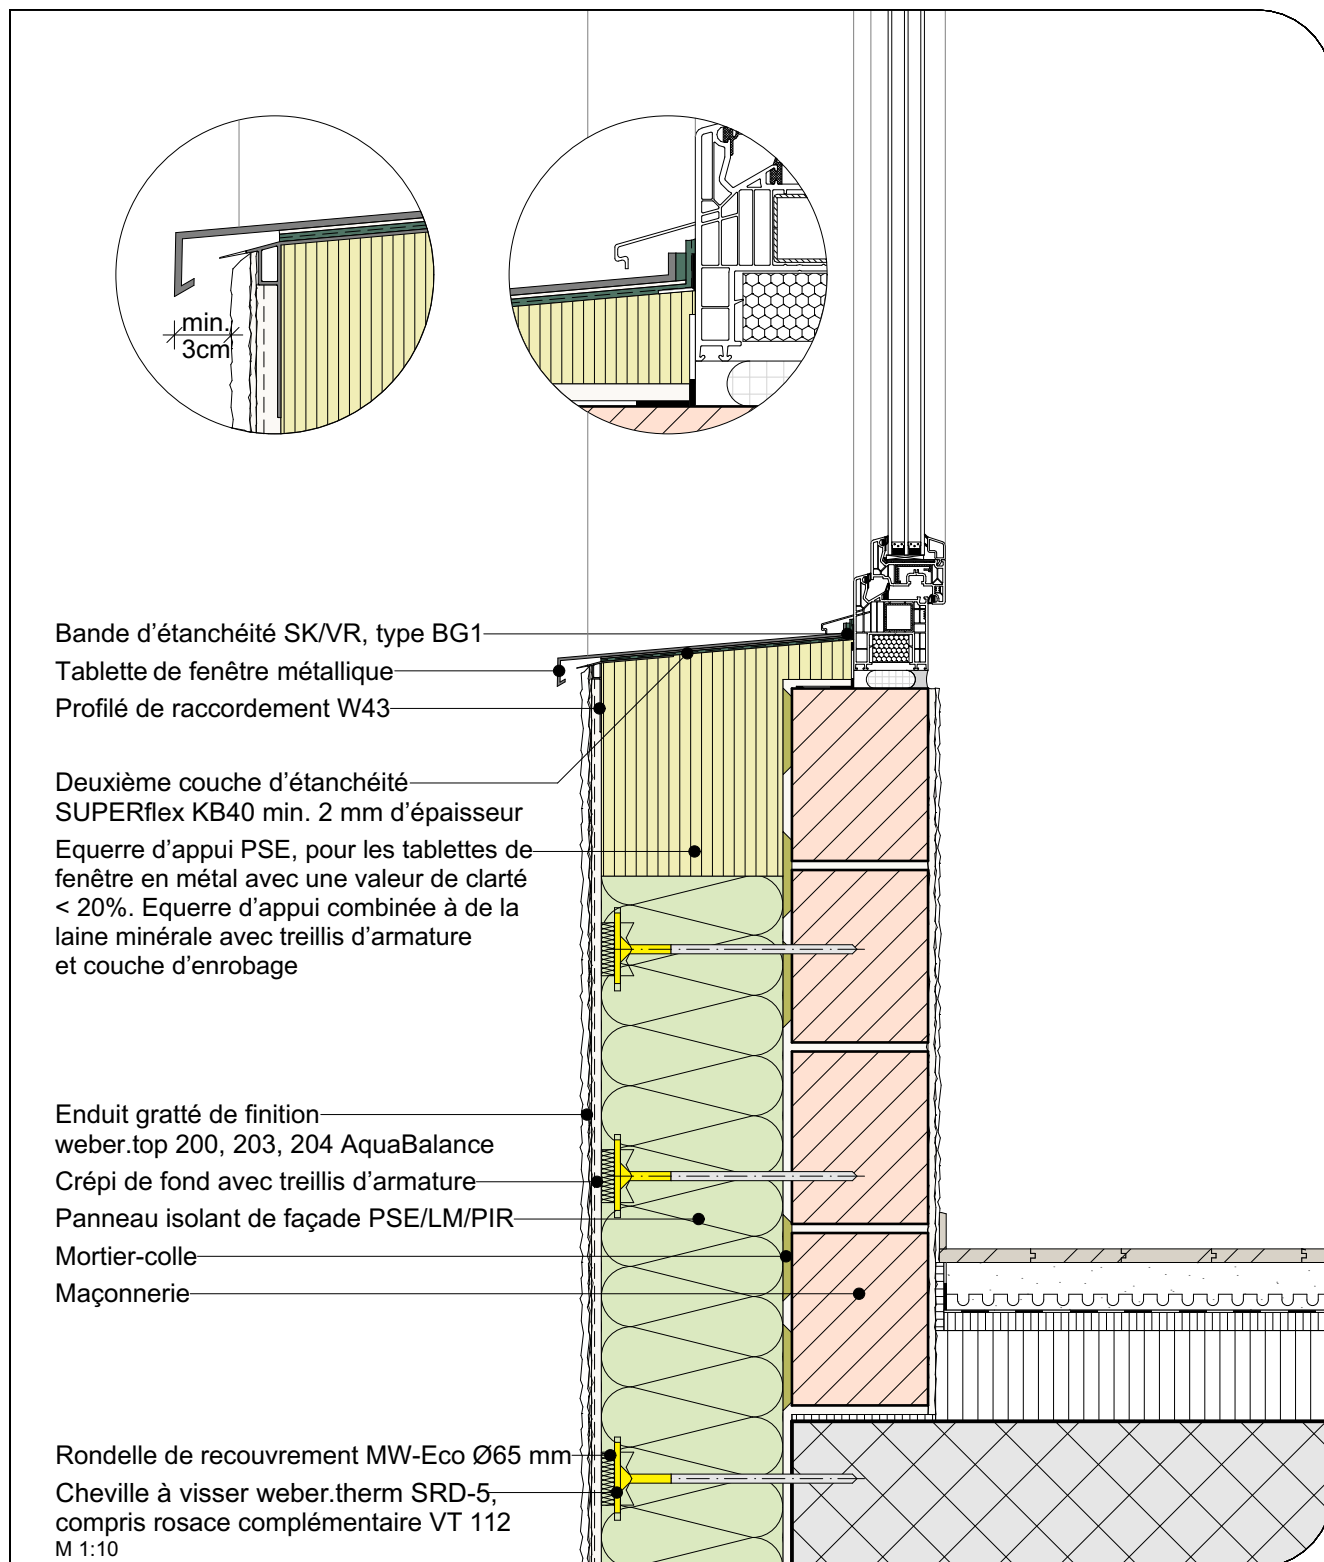 min.
3cm
Bande d'étanchéité SK/VR, type BG1
Tablette de fenêtre métallique
Profilé de raccordement W43
Deuxième couche d'étanchéité
SUPERflex KB40 min. 2 mm d'épaisseur
Equerre d'appui PSE, pour les tablettes de
fenêtre en métal avec une valeur de clarté
< 20%. Equerre d'appui combinée à de la
laine minérale avec treillis d'armature
et couche d'enrobage
Enduit gratté de finition
weber.top 200, 203, 204 AquaBalance
Crépi de fond avec treillis d'armature
Panneau isolant de façade PSE/LM/PIR
Mortier-colle
Maçonnerie
Rondelle de recouvrement MW-Eco Ø65 mm
Cheville à visser weber.therm SRD-5,
compris rosace complémentaire VT 112
M 1:10